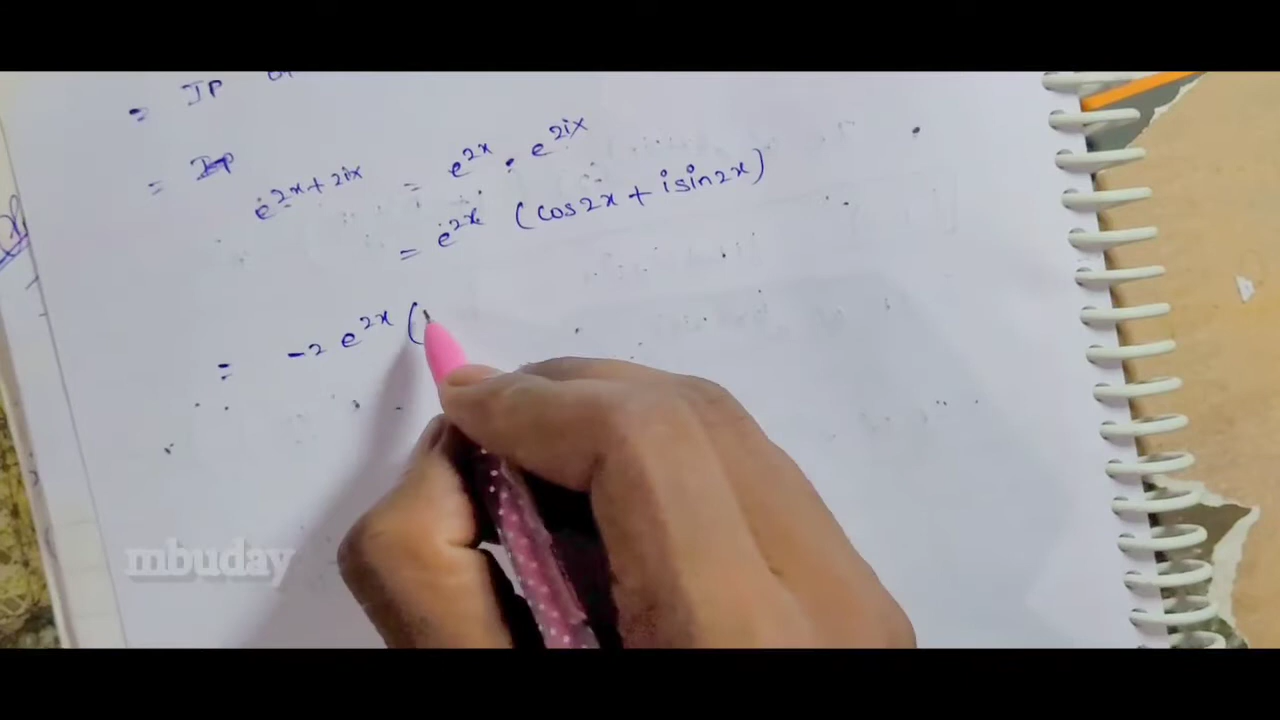 = IP
= IP
e^{2x+2ix} = e^{2x} · e^{2ix}
= e^{2x} (cos2x + isin2x)
= -2 e^{2x} (
mbuday